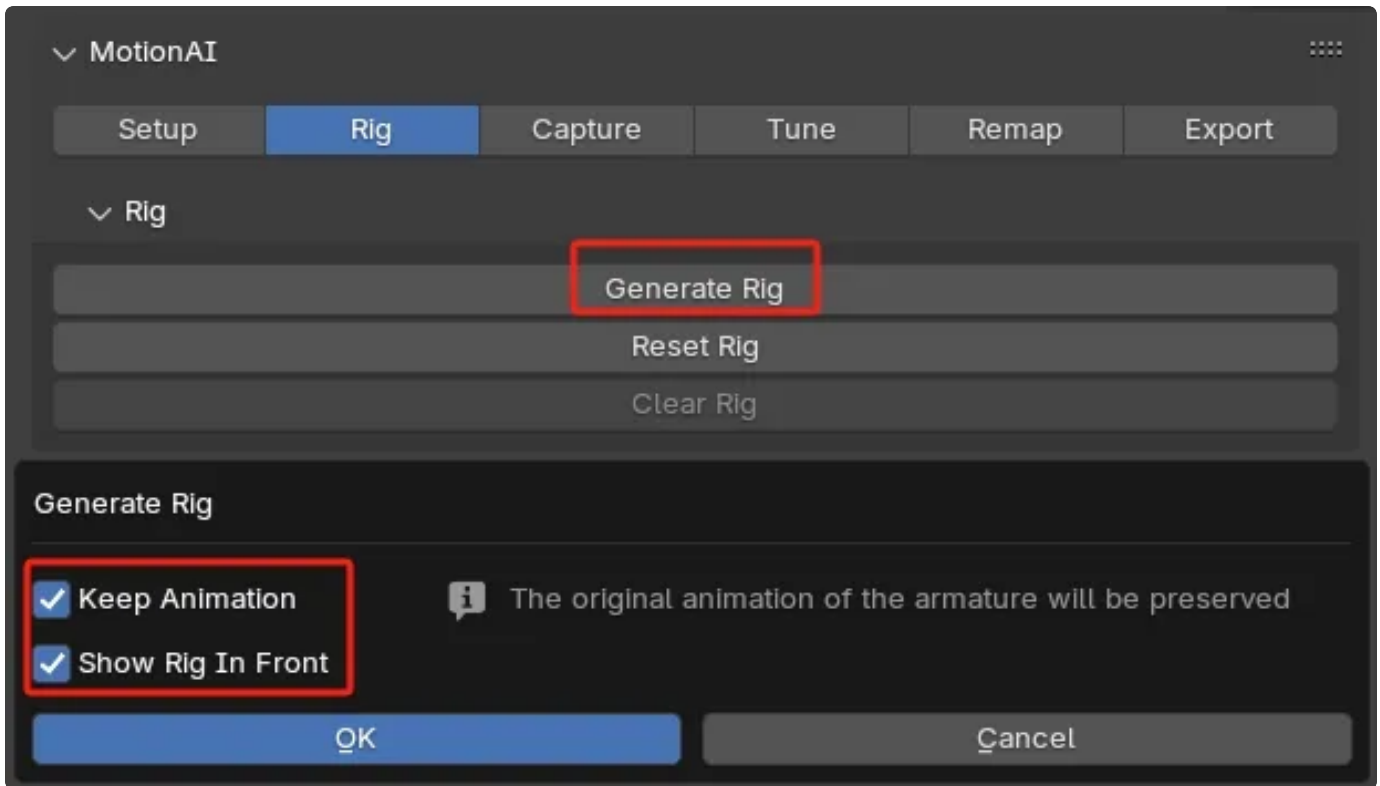 MotionAI
Setup Rig Capture Tune Remap Export
Rig
Generate Rig
Reset Rig
Clear Rig
Generate Rig
Keep Animation The original animation of the armature will be preserved
Show Rig In Front
OK Cancel